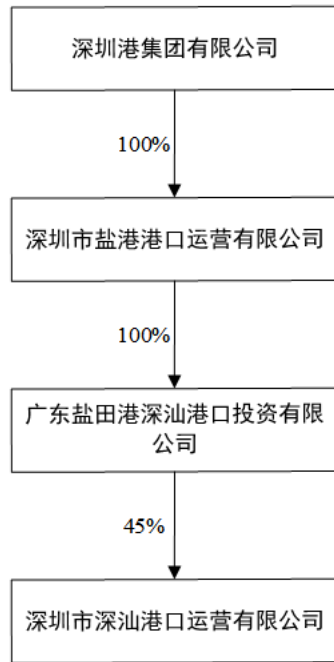 深圳港集团有限公司
100%
深圳市盐港港口运营有限公司
100%
广东盐田港深汕港口投资有限
公司
45%
深圳市深汕港口运营有限公司